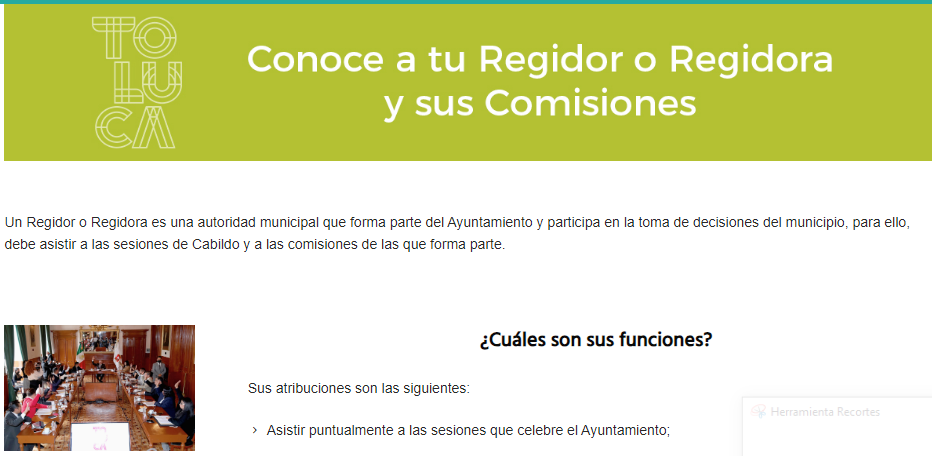 TO
LU
CA
Conoce a tu Regidor o Regidora
y sus Comisiones
Un Regidor o Regidora es una autoridad municipal que forma parte del Ayuntamiento y participa en la toma de decisiones del municipio, para ello,
debe asistir a las sesiones de Cabildo y a las comisiones de las que forma parte.
¿Cuáles son sus funciones?
Sus atribuciones son las siguientes:
› Asistir puntualmente a las sesiones que celebre el Ayuntamiento;
Herramienta Recortes